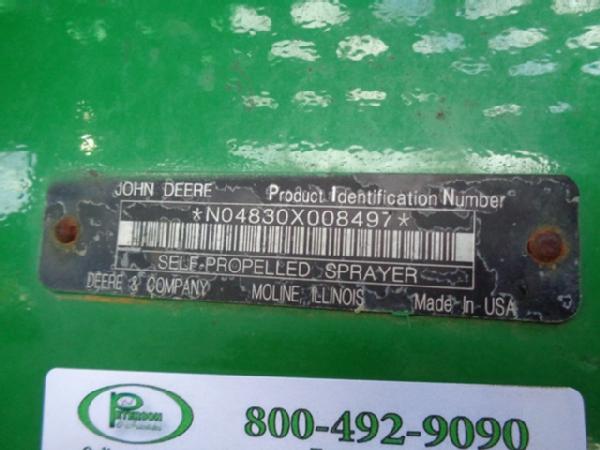 JOHN DEERE Product Identification Number
*N04830X008497*
SELF-PROPELLED SPRAYER
DEERE & COMPANY MOLINE, ILLINOIS Made In USA
PETERSON
800-492-9090